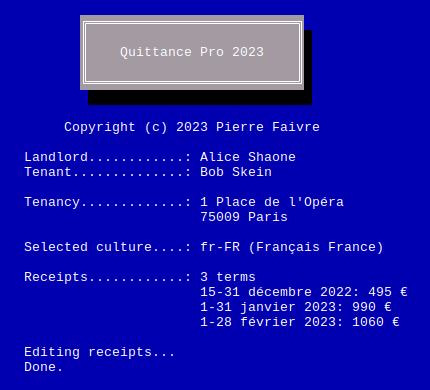 Quittance Pro 2023
Copyright (c) 2023 Pierre Faivre
Landlord............: Alice Shaone
Tenant..............: Bob Skein
Tenancy.............: 1 Place de l'Opéra
75009 Paris
Selected culture....: fr-FR (Français France)
Receipts............: 3 terms
15-31 décembre 2022: 495 €
1-31 janvier 2023: 990 €
1-28 février 2023: 1060 €
Editing receipts...
Done.